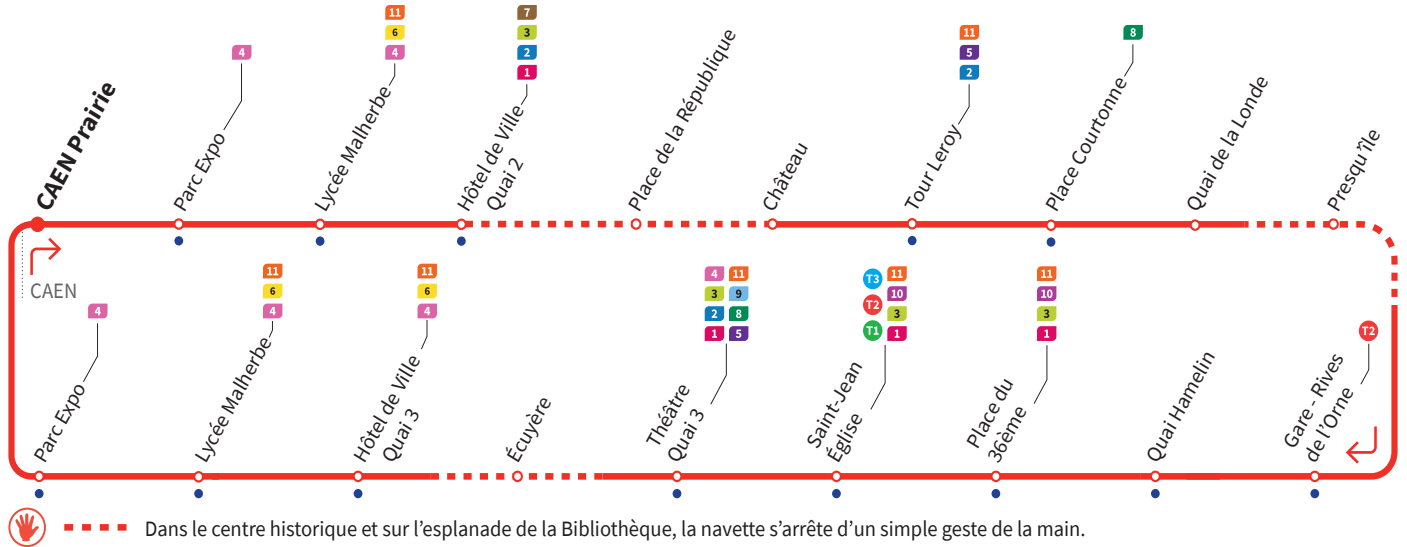 CAEN Prairie
Parc Expo
4
Lycée Malherbe
11
6
4
Hôtel de Ville
Quai 2
7
3
2
1
Place de la République
Château
Tour Leroy
11
5
2
Place Courtonne
8
Quai de la Londe
Presqu'île
CAEN
Parc Expo
4
Lycée Malherbe
11
6
4
Hôtel de Ville
Quai 3
11
6
4
Écuyère
Théâtre
Quai 3
4 11
3 9
2 8
1 5
Saint-Jean
Église
T3 11
T2 10
T1 3
1
Place du
36ème
11
10
3
1
Quai Hamelin
Gare - Rives
de l'Orne
T2
Dans le centre historique et sur l'esplanade de la Bibliothèque, la navette s'arrête d'un simple geste de la main.